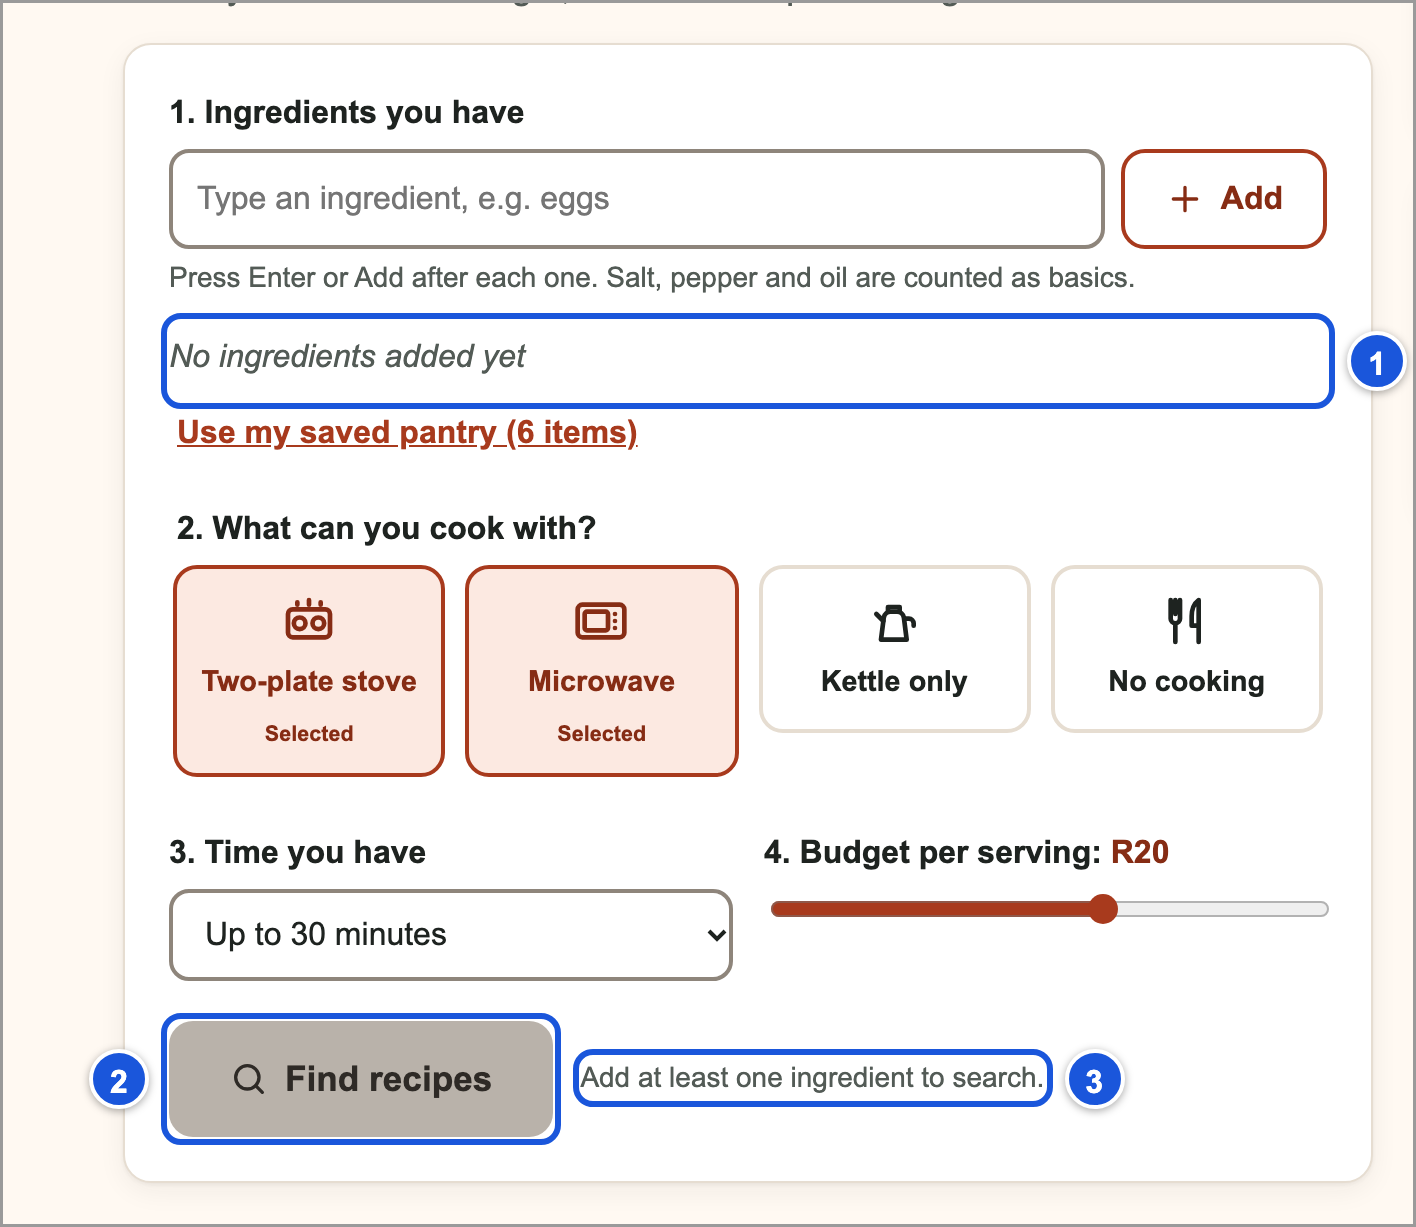 1. Ingredients you have
Type an ingredient, e.g. eggs
+ Add
Press Enter or Add after each one. Salt, pepper and oil are counted as basics.
No ingredients added yet
1
Use my saved pantry (6 items)
2. What can you cook with?
Two-plate stove
Selected
Microwave
Selected
Kettle only
No cooking
3. Time you have
Up to 30 minutes
4. Budget per serving: R20
2
Find recipes
Add at least one ingredient to search.
3